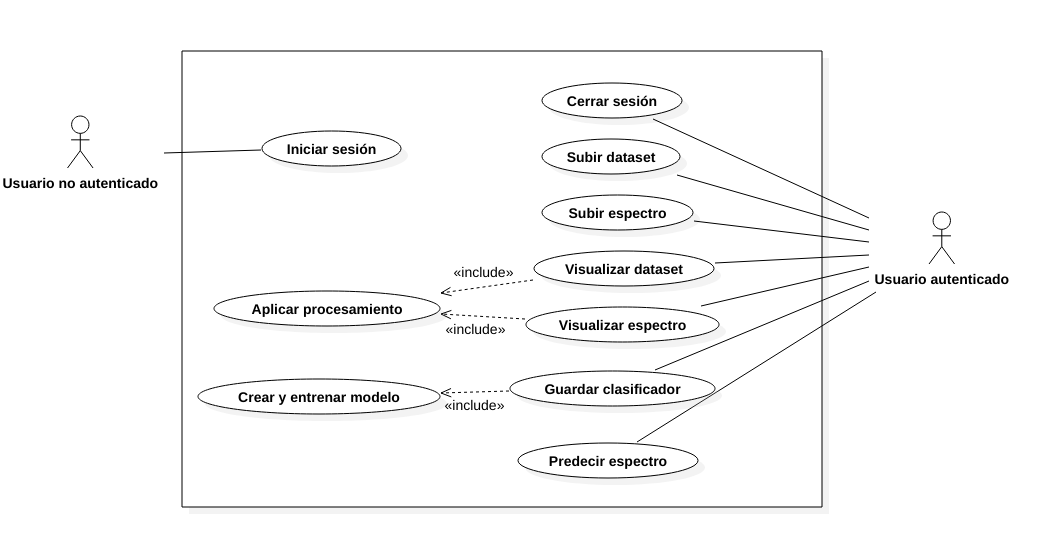 Cerrar sesión
Iniciar sesión
Subir dataset
Usuario no autenticado
Subir espectro
Visualizar dataset
«include»
Usuario autenticado
Aplicar procesamiento
Visualizar espectro
«include»
Guardar clasificador
Crear y entrenar modelo
«include»
Predecir espectro